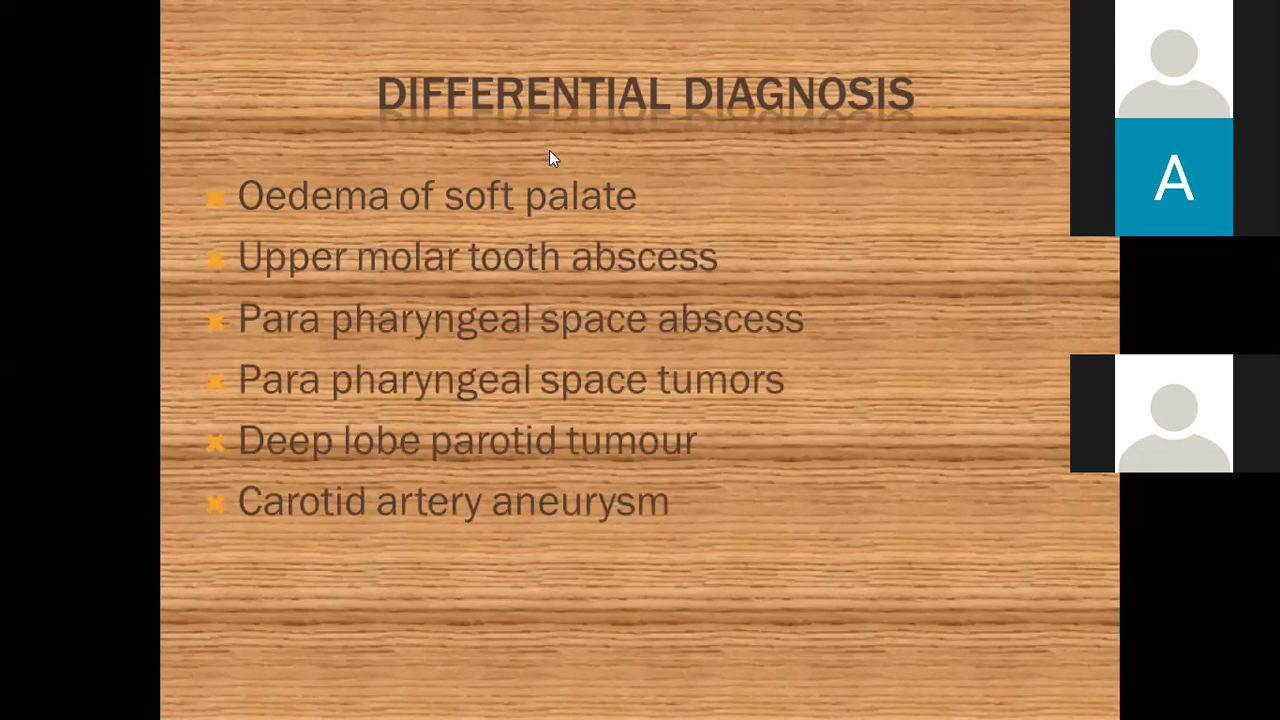 DIFFERENTIAL DIAGNOSIS
Oedema of soft palate
Upper molar tooth abscess
Para pharyngeal space abscess
Para pharyngeal space tumors
Deep lobe parotid tumour
Carotid artery aneurysm
A